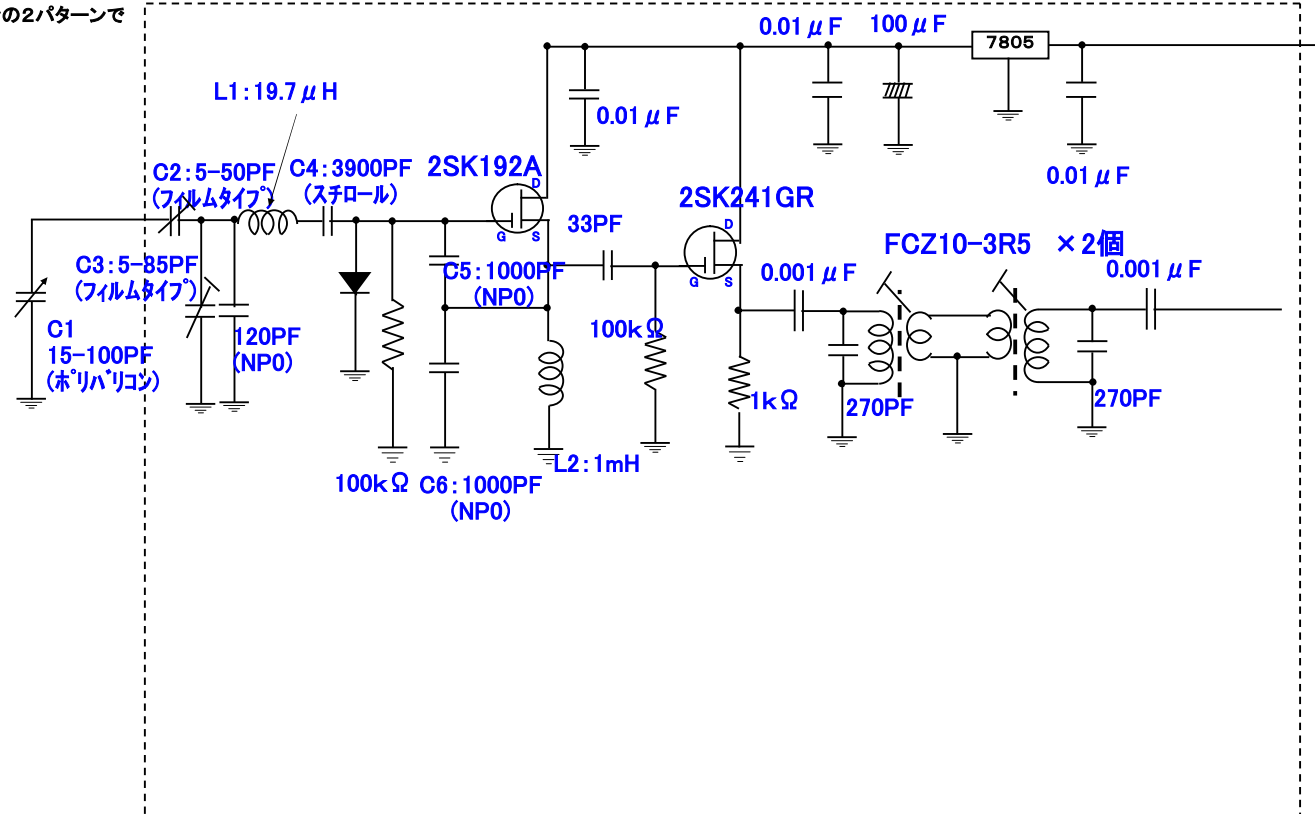 の2パターンで
0.01μF
100μF
7805
L1:19.7μH
0.01μF
C2:5-50PF
(フィルムタイプ)
C4:3900PF
(スチロール)
2SK192A
D
G
S
0.01μF
2SK241GR
D
G
S
33PF
C3:5-85PF
(フィルムタイプ)
C5:1000PF
(NP0)
0.001μF
FCZ10-3R5 ×2個
0.001μF
C1
15-100PF
(ポリバリコン)
120PF
(NP0)
100kΩ
1kΩ
270PF
270PF
L2:1mH
100kΩ
C6:1000PF
(NP0)